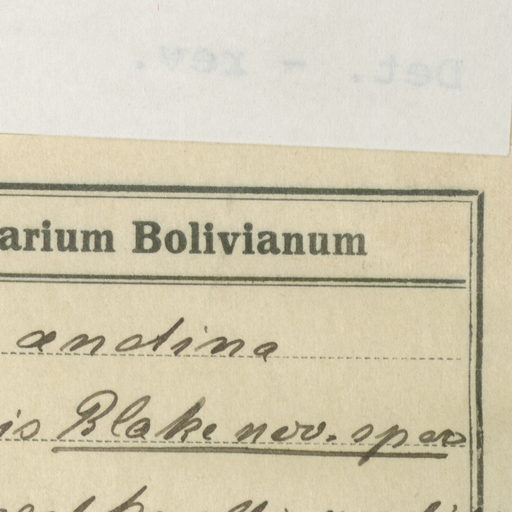 Det. - rev.
arium Bolivianum
andina
is Blake nov. spec